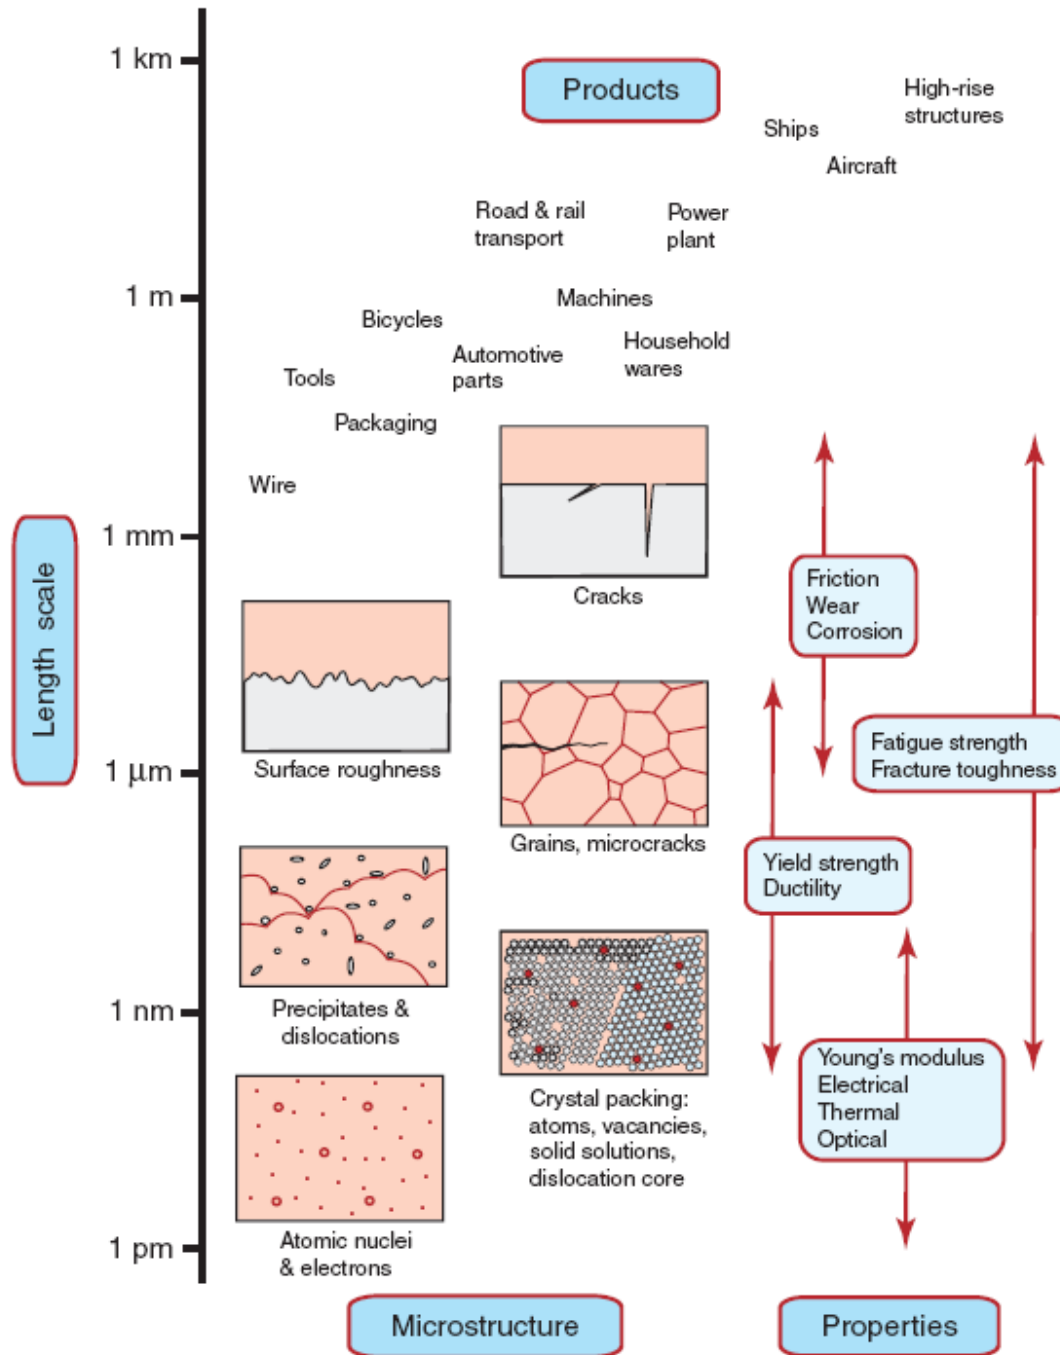 1 km
Products
High-rise
structures
Ships
Aircraft
Road & rail
transport
Power
plant
1 m
Machines
Bicycles
Household
wares
Automotive
parts
Tools
Packaging
Wire
1 mm
Cracks
Friction
Wear
Corrosion
Length scale
Surface roughness
1 μm
Fatigue strength
Fracture toughness
Grains, microcracks
Yield strength
Ductility
1 nm
Precipitates &
dislocations
Crystal packing:
atoms, vacancies,
solid solutions,
dislocation core
Young's modulus
Electrical
Thermal
Optical
1 pm
Atomic nuclei
& electrons
Microstructure
Properties